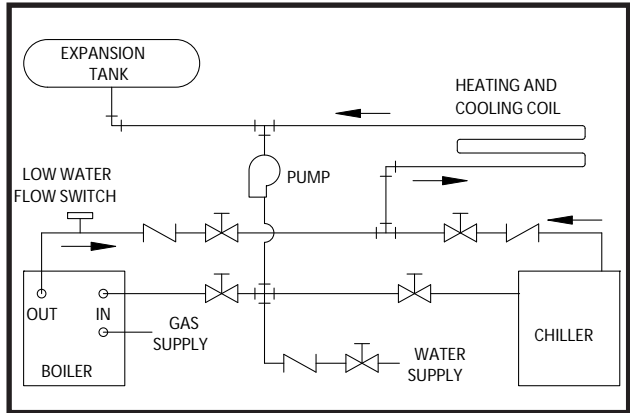 EXPANSION
TANK
HEATING AND
COOLING COIL
LOW WATER
FLOW SWITCH
PUMP
OUT
IN
GAS
SUPPLY
BOILER
WATER
SUPPLY
CHILLER